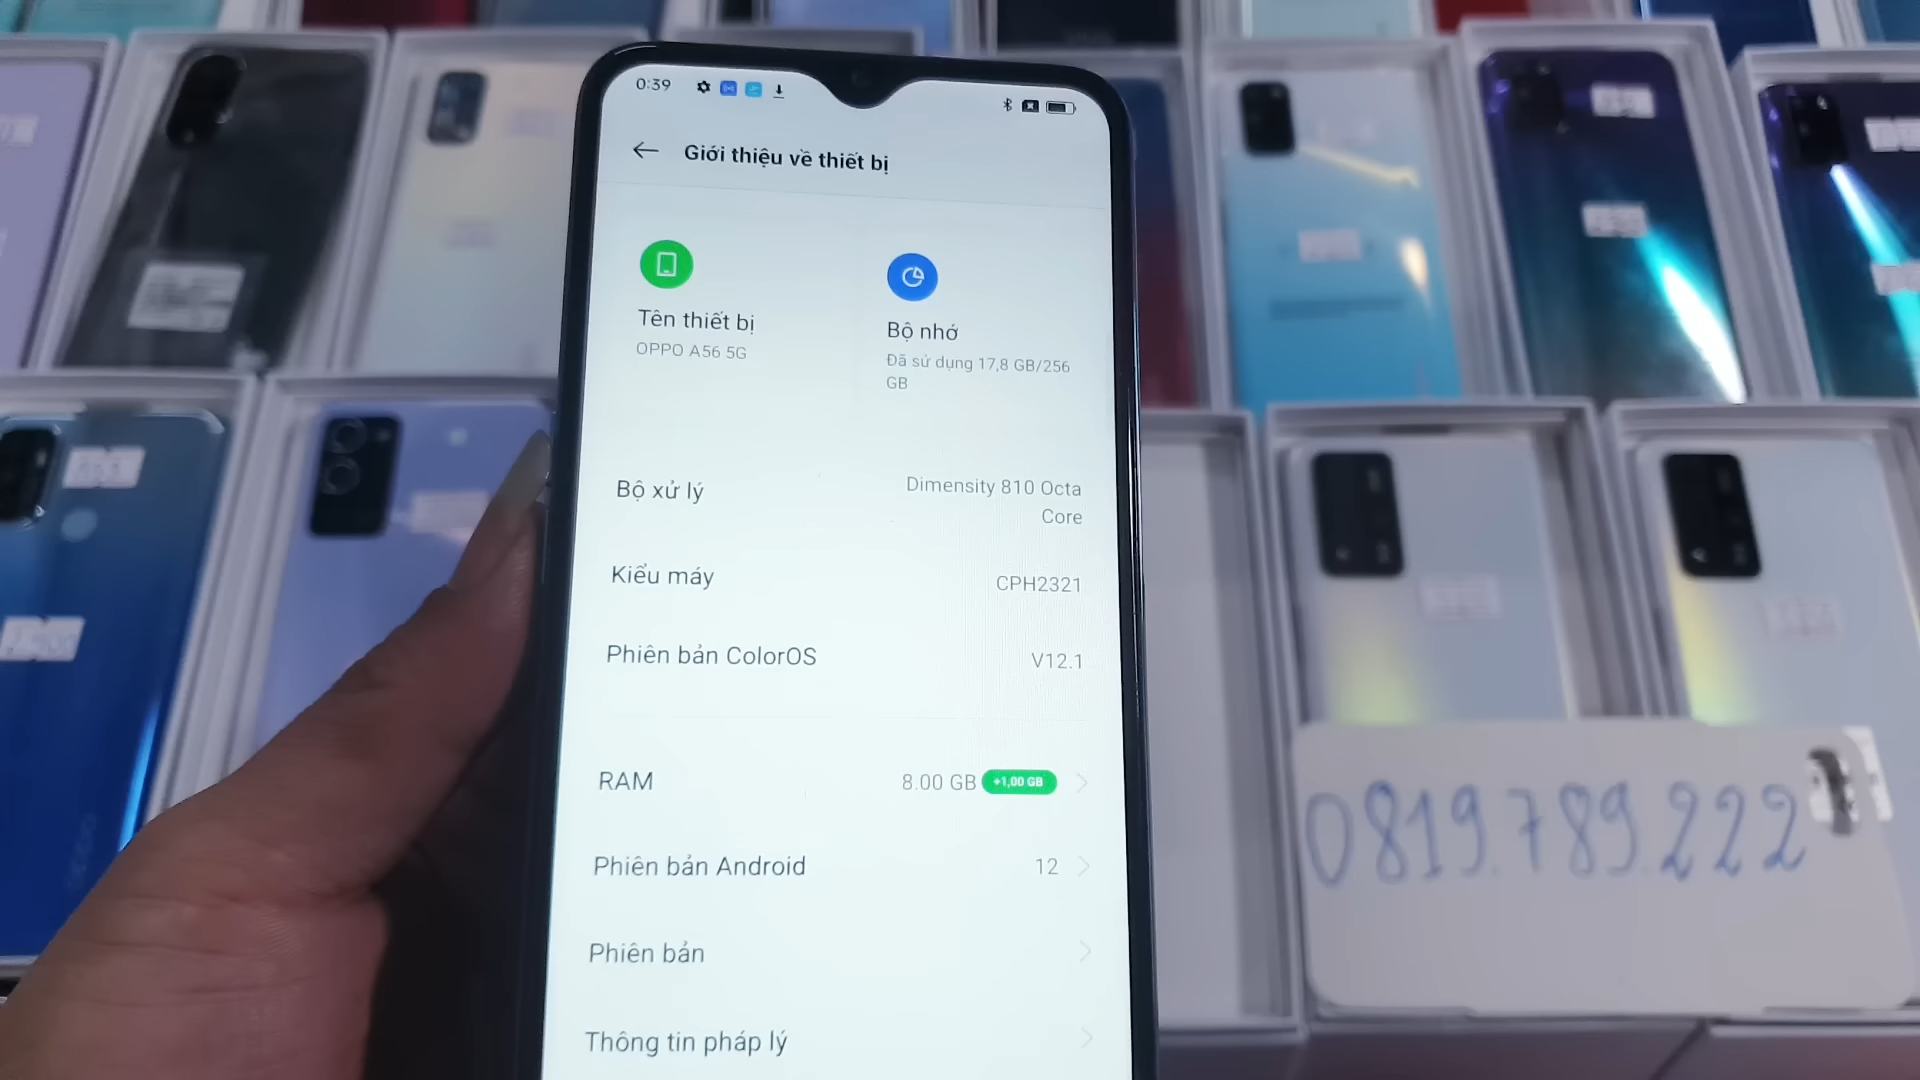 0:39
Giới thiệu về thiết bị
Tên thiết bị
OPPO A56 5G
Bộ nhớ
Đã sử dụng 17,8 GB/256
GB
Bộ xử lý
Dimensity 810 Octa
Core
Kiểu máy
CPH2321
Phiên bản ColorOS
V12.1
RAM
8.00 GB +1,00 GB
Phiên bản Android
12
Phiên bản
Thông tin pháp lý
0819.789.222